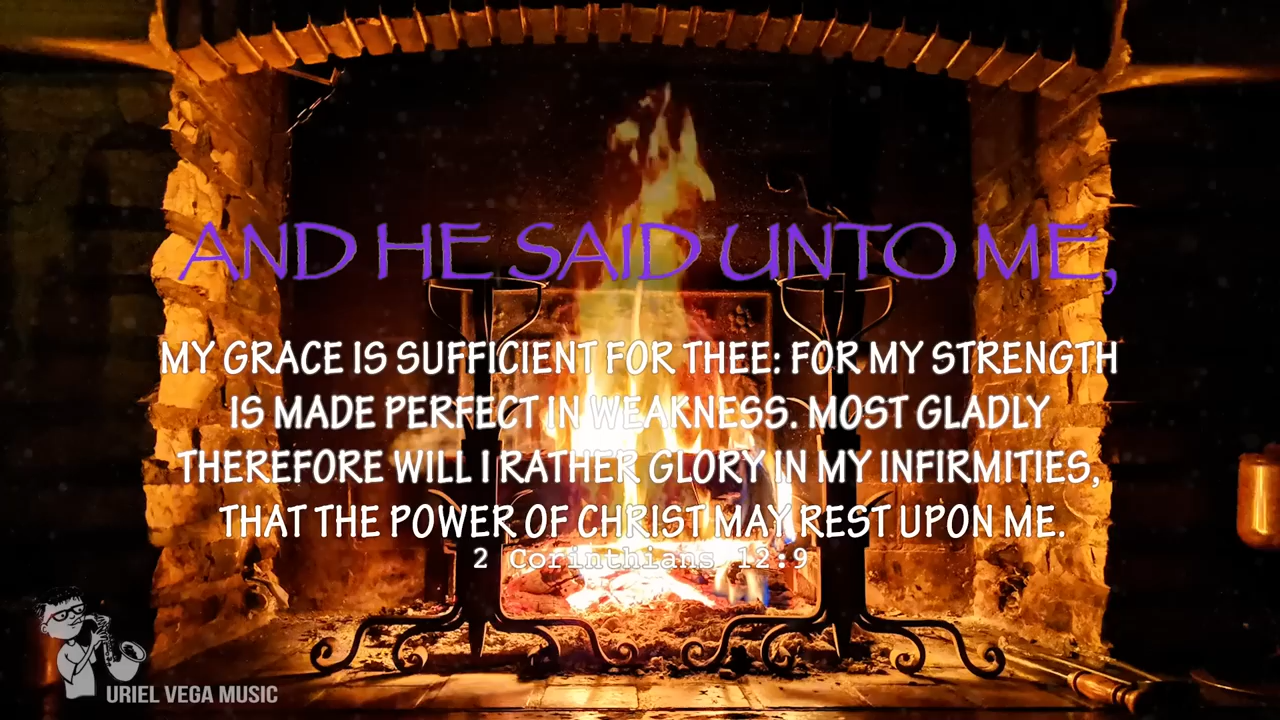 AND HE SAID UNTO ME,
MY GRACE IS SUFFICIENT FOR THEE: FOR MY STRENGTH
IS MADE PERFECT IN WEAKNESS. MOST GLADLY
THEREFORE WILL I RATHER GLORY IN MY INFIRMITIES,
THAT THE POWER OF CHRIST MAY REST UPON ME.
2 Corinthians 12:9
URIEL VEGA MUSIC